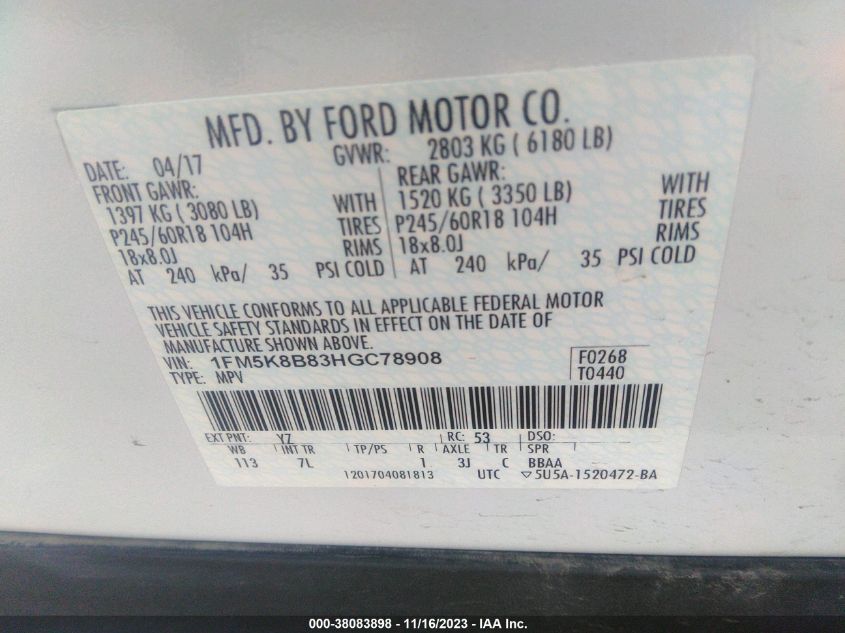 MFD. BY FORD MOTOR CO.
DATE: 04/17 GVWR: 2803 KG ( 6180 LB)
FRONT GAWR: REAR GAWR:
1397 KG ( 3080 LB) WITH 1520 KG ( 3350 LB) WITH
P245/60R18 104H TIRES P245/60R18 104H TIRES
18x8.0J RIMS 18x8.0J RIMS
AT 240 kPa/ 35 PSI COLD AT 240 kPa/ 35 PSI COLD
THIS VEHICLE CONFORMS TO ALL APPLICABLE FEDERAL MOTOR
VEHICLE SAFETY STANDARDS IN EFFECT ON THE DATE OF
MANUFACTURE SHOWN ABOVE.
VIN: 1FM5K8B83HGC78908 F0268
TYPE: MPV T0440
EXT PNT: YZ RC: 53 DSO:
WB INT TR TP/PS R AXLE TR SPR
113 7L 1 3J C BBAA
1201704081813 UTC ▽5U5A-1520472-BA
000-38083898 - 11/16/2023 - IAA Inc.